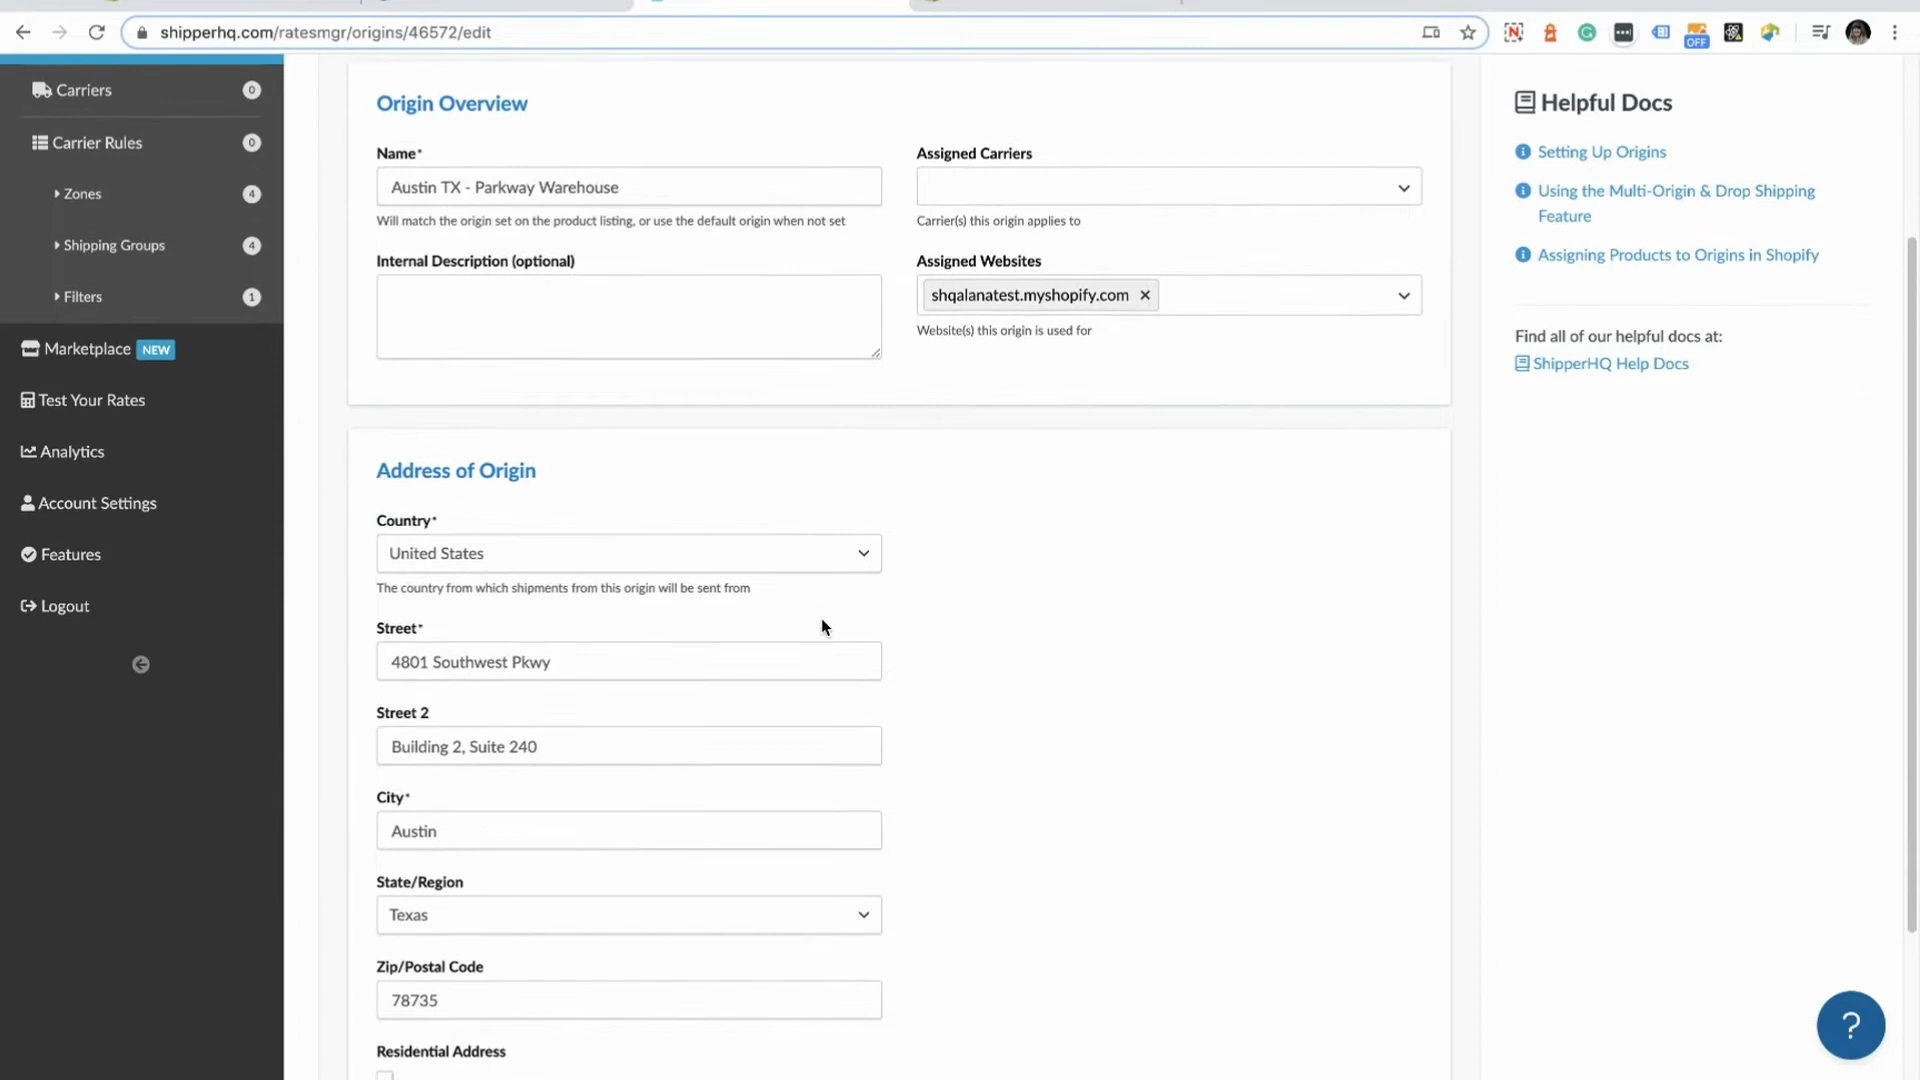 shipperhq.com/ratesmgr/origins/46572/edit
OFF
Carriers 0
Carrier Rules 0
Zones 4
Shipping Groups 4
Filters 1
Marketplace NEW
Test Your Rates
Analytics
Account Settings
Features
Logout
Origin Overview
Name*
Austin TX - Parkway Warehouse
Will match the origin set on the product listing, or use the default origin when not set
Internal Description (optional)
Assigned Carriers
Carrier(s) this origin applies to
Assigned Websites
shqalanatest.myshopify.com
Website(s) this origin is used for
Address of Origin
Country*
United States
The country from which shipments from this origin will be sent from
Street*
4801 Southwest Pkwy
Street 2
Building 2, Suite 240
City*
Austin
State/Region
Texas
Zip/Postal Code
78735
Residential Address
Helpful Docs
Setting Up Origins
Using the Multi-Origin & Drop Shipping
Feature
Assigning Products to Origins in Shopify
Find all of our helpful docs at:
ShipperHQ Help Docs
?